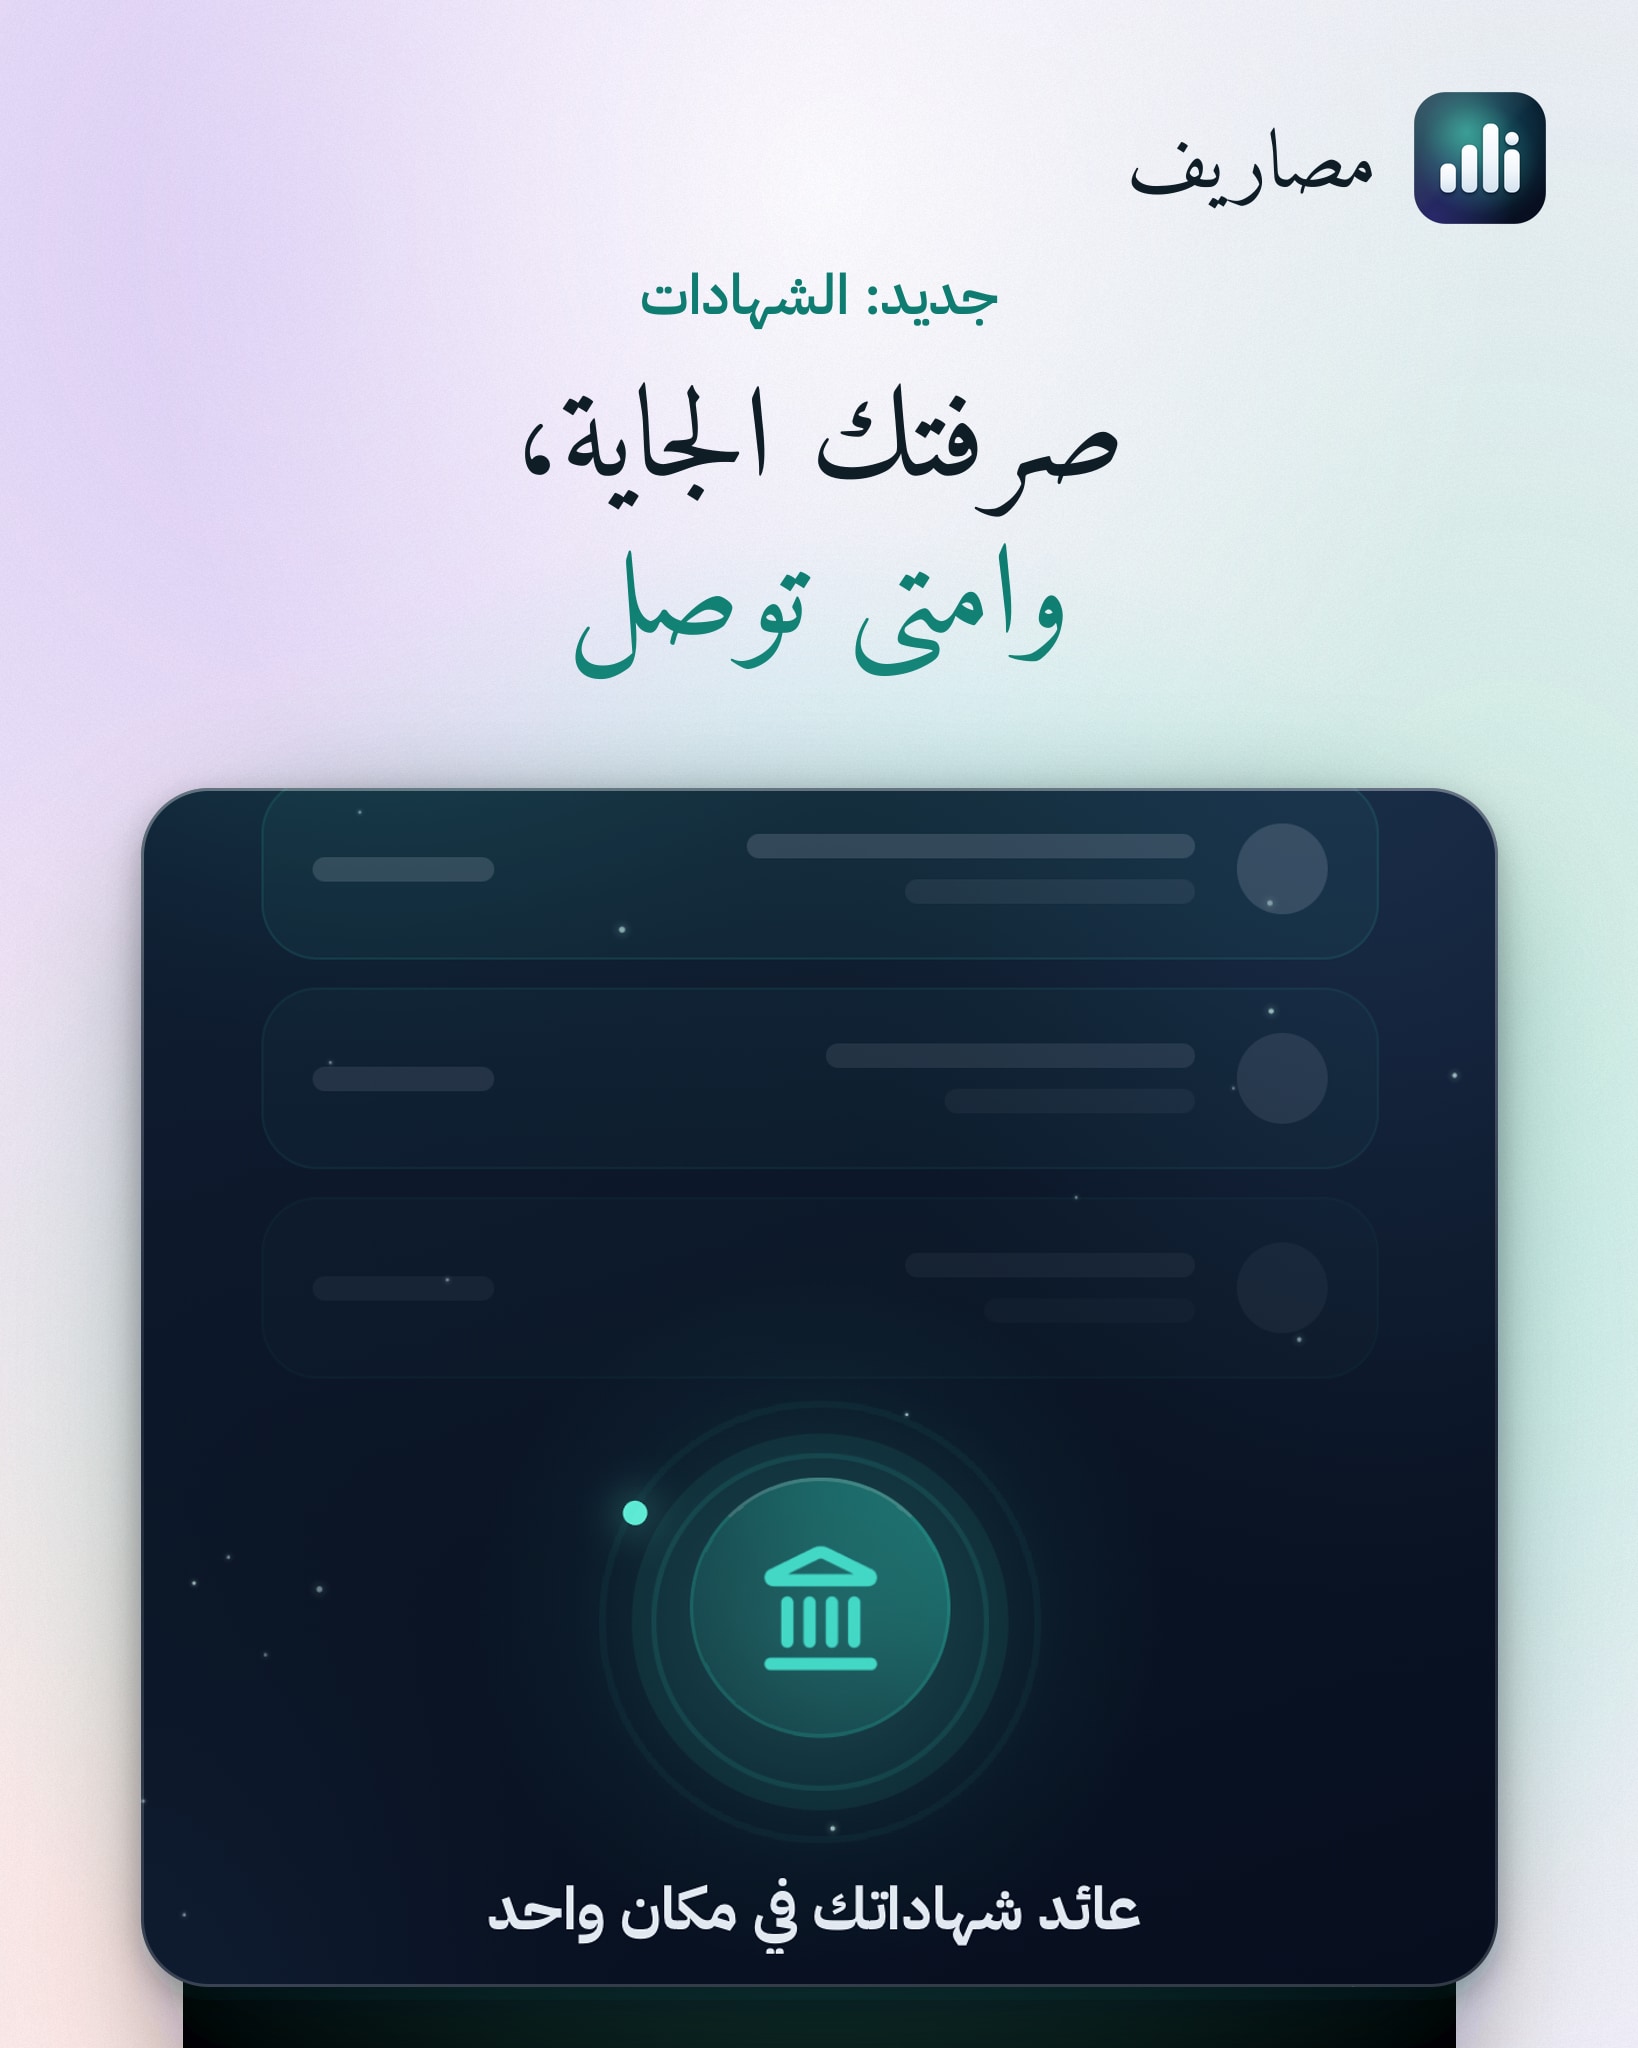 مصاريف
جديد: الشهادات
صرفتك الجاية،
وامتى توصل
عائد شهاداتك في مكان واحد